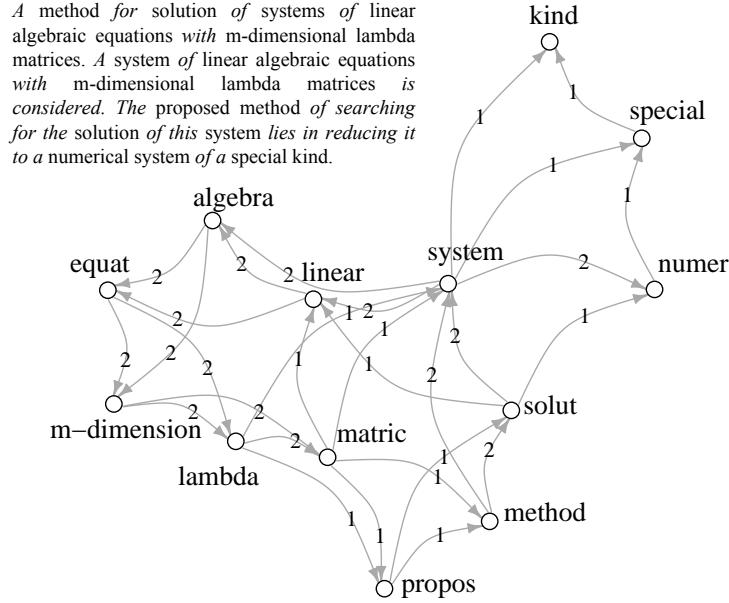 A method for solution of systems of linear
algebraic equations with m-dimensional lambda
matrices. A system of linear algebraic equations
with m-dimensional lambda matrices is
considered. The proposed method of searching
for the solution of this system lies in reducing it
to a numerical system of a special kind.
kind
1
1
special
1
1
algebra
system
2
numer
equat
2
2
2
linear
2
1
2
1
1
2
2
2
2
1
1
2
solut
m−dimension
2
2
2
matric
lambda
1
1
2
method
1
1
1
propos